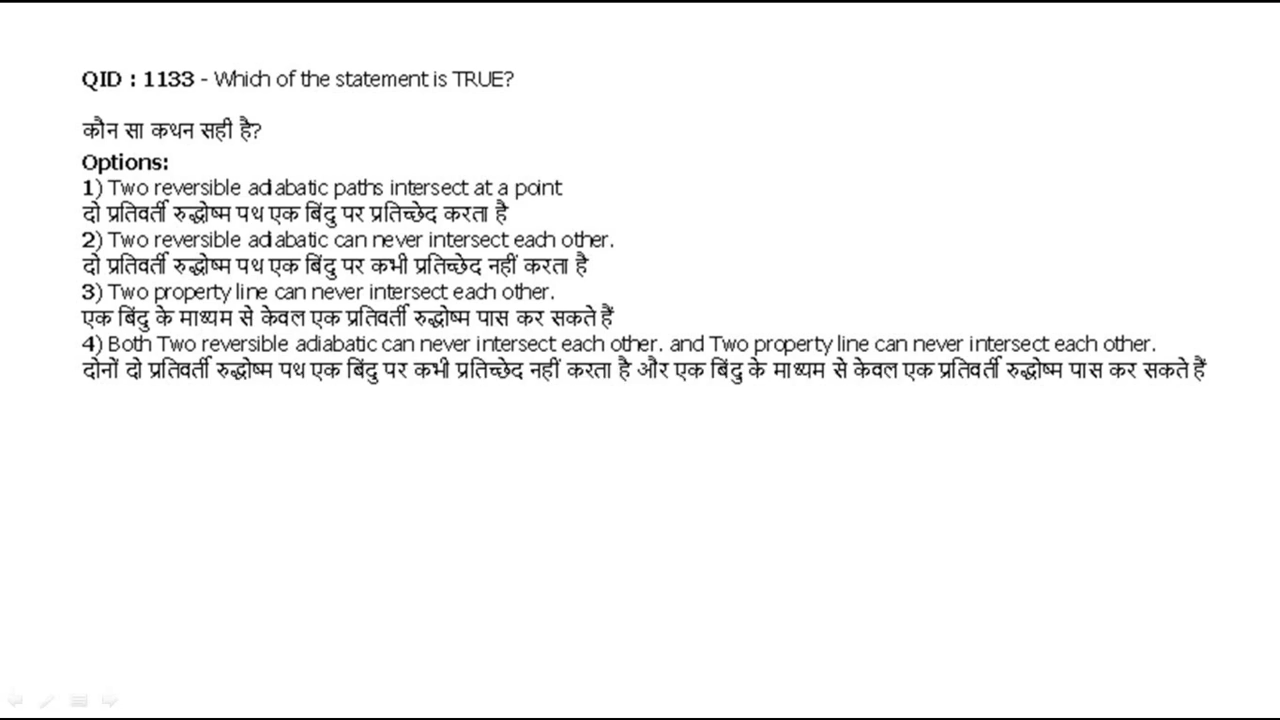 QID : 1133 - Which of the statement is TRUE?
कौन सा कथन सही है?
Options:
1) Two reversible adiabatic paths intersect at a point
दो प्रतिवर्ती रुद्धोष्म पथ एक बिंदु पर प्रतिच्छेद करता है
2) Two reversible adiabatic can never intersect each other.
दो प्रतिवर्ती रुद्धोष्म पथ एक बिंदु पर कभी प्रतिच्छेद नहीं करता है
3) Two property line can never intersect each other.
एक बिंदु के माध्यम से केवल एक प्रतिवर्ती रुद्धोष्म पास कर सकते हैं
4) Both Two reversible adiabatic can never intersect each other. and Two property line can never intersect each other.
दोनों दो प्रतिवर्ती रुद्धोष्म पथ एक बिंदु पर कभी प्रतिच्छेद नहीं करता है और एक बिंदु के माध्यम से केवल एक प्रतिवर्ती रुद्धोष्म पास कर सकते हैं